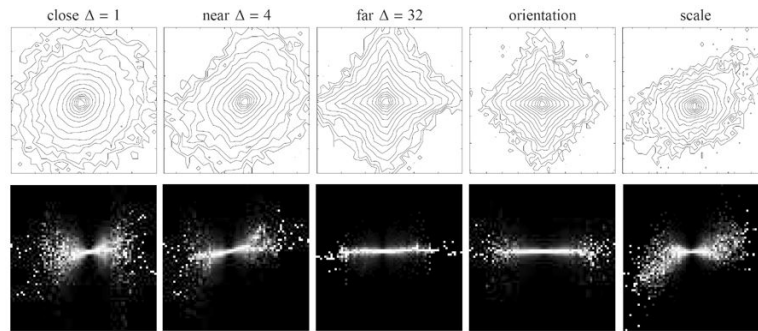 close Δ = 1 near Δ = 4 far Δ = 32 orientation scale